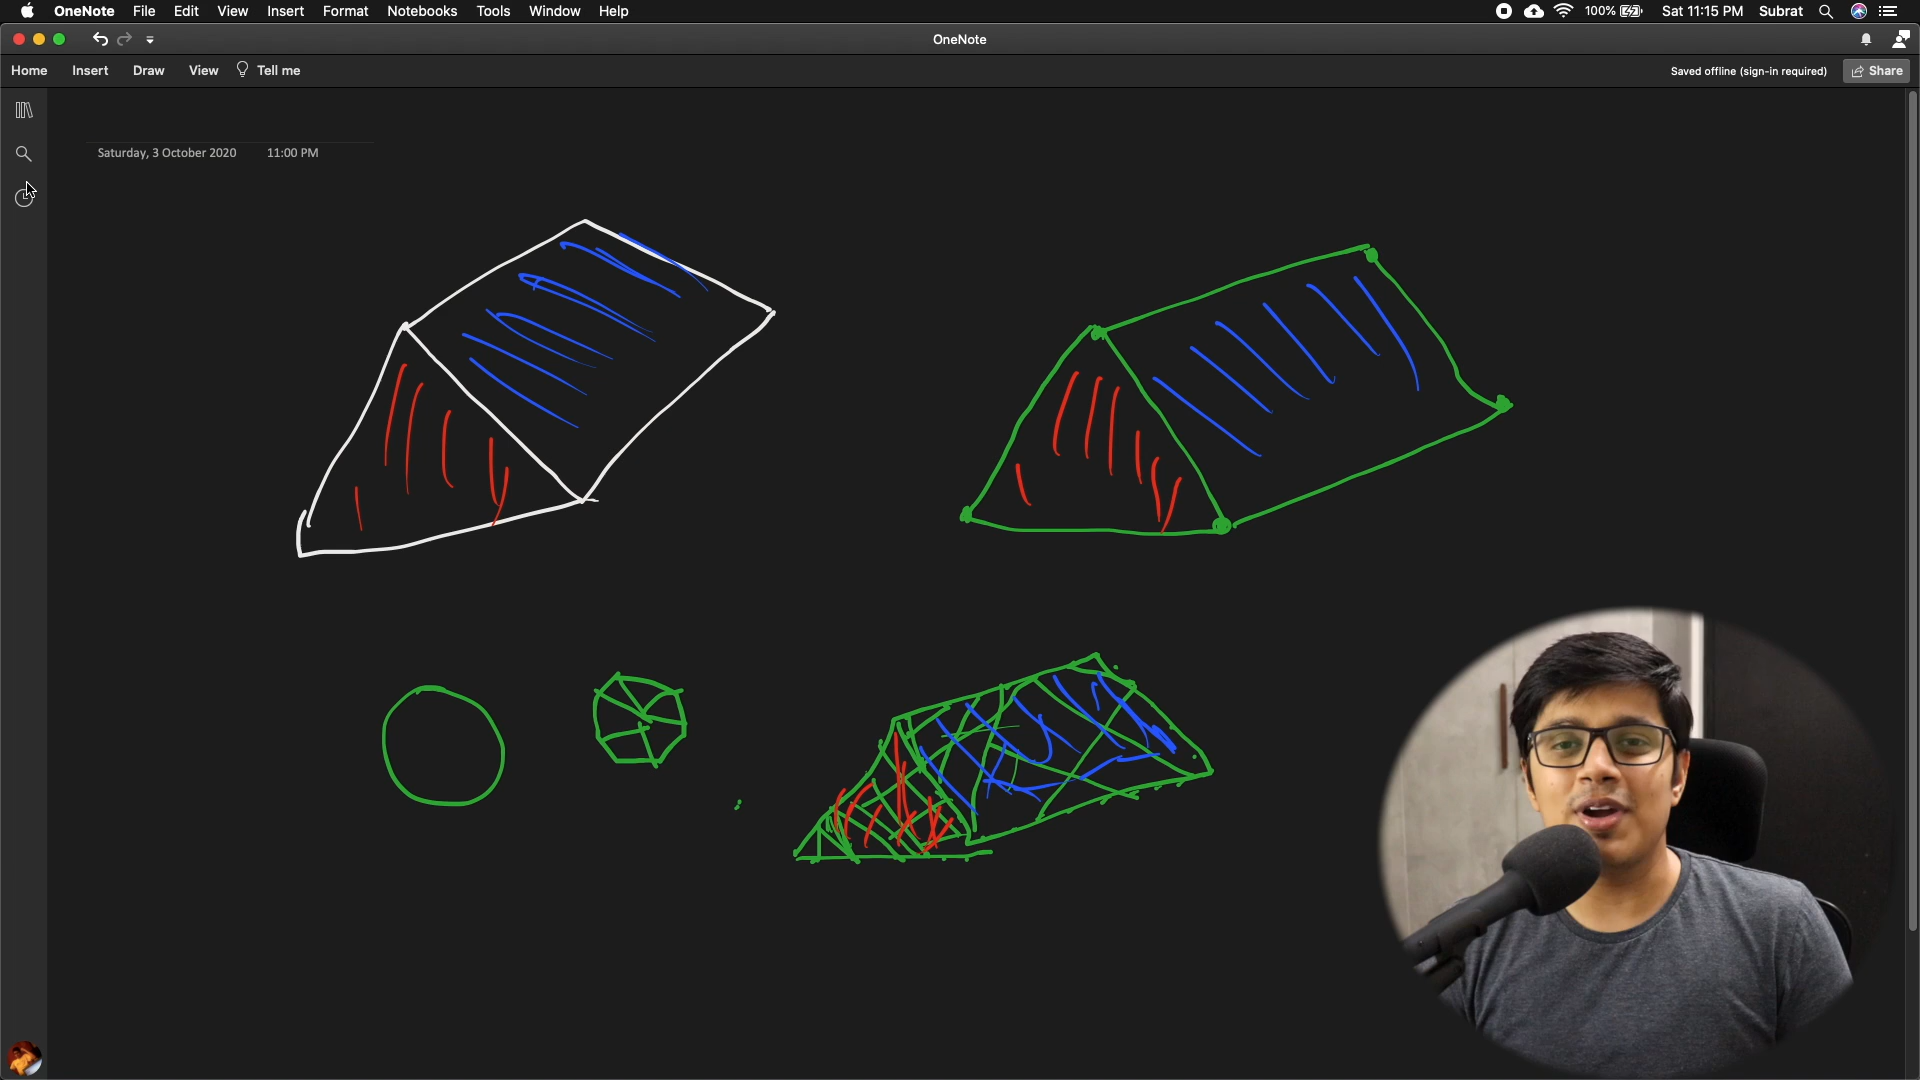 OneNote File Edit View Insert Format Notebooks Tools Window Help 100% Sat 11:15 PM Subrat
OneNote
Home Insert Draw View Tell me Saved offline (sign-in required) Share
Saturday, 3 October 2020 11:00 PM